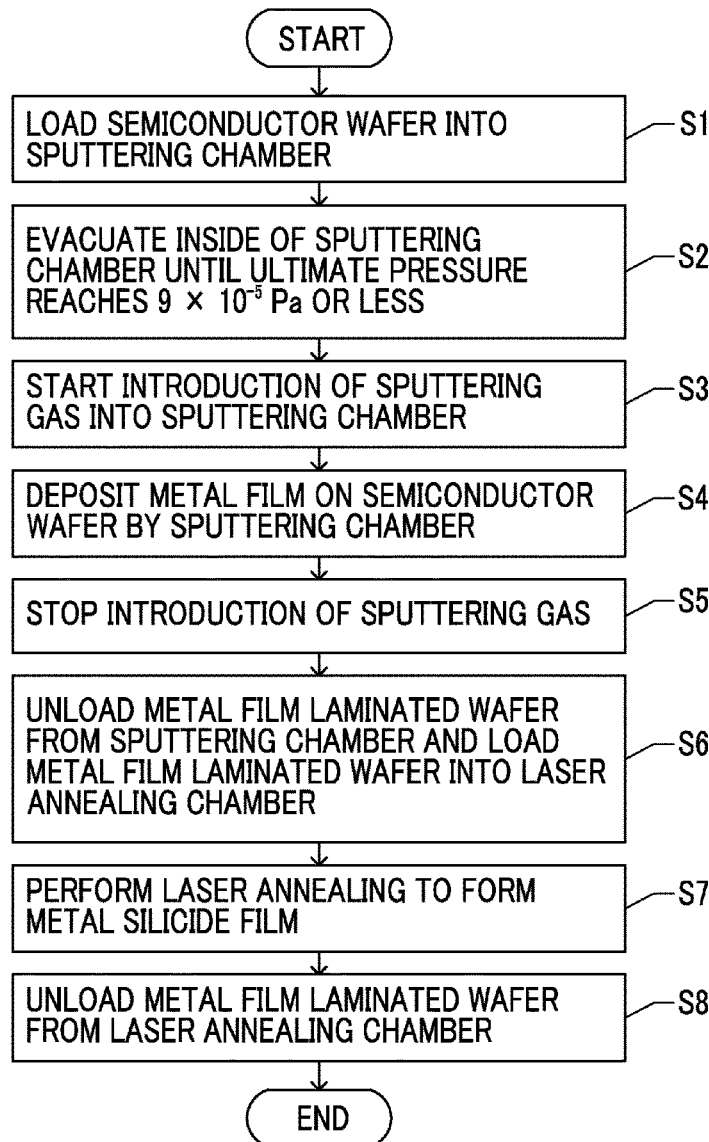 START
LOAD SEMICONDUCTOR WAFER INTO
SPUTTERING CHAMBER
S1
EVACUATE INSIDE OF SPUTTERING
CHAMBER UNTIL ULTIMATE PRESSURE
REACHES 9 × 10⁻⁵ Pa OR LESS
S2
START INTRODUCTION OF SPUTTERING
GAS INTO SPUTTERING CHAMBER
S3
DEPOSIT METAL FILM ON SEMICONDUCTOR
WAFER BY SPUTTERING CHAMBER
S4
STOP INTRODUCTION OF SPUTTERING GAS
S5
UNLOAD METAL FILM LAMINATED WAFER
FROM SPUTTERING CHAMBER AND LOAD
METAL FILM LAMINATED WAFER INTO LASER
ANNEALING CHAMBER
S6
PERFORM LASER ANNEALING TO FORM
METAL SILICIDE FILM
S7
UNLOAD METAL FILM LAMINATED WAFER
FROM LASER ANNEALING CHAMBER
S8
END